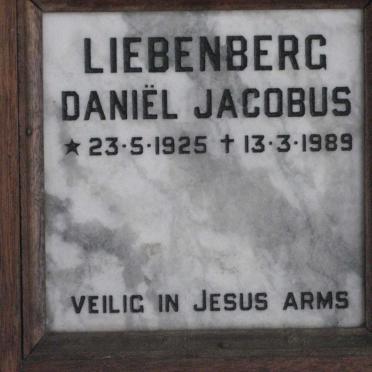 LIEBENBERG
DANIËL JACOBUS
★ 23·5·1925 ✝ 13·3·1989
VEILIG IN JESUS ARMS